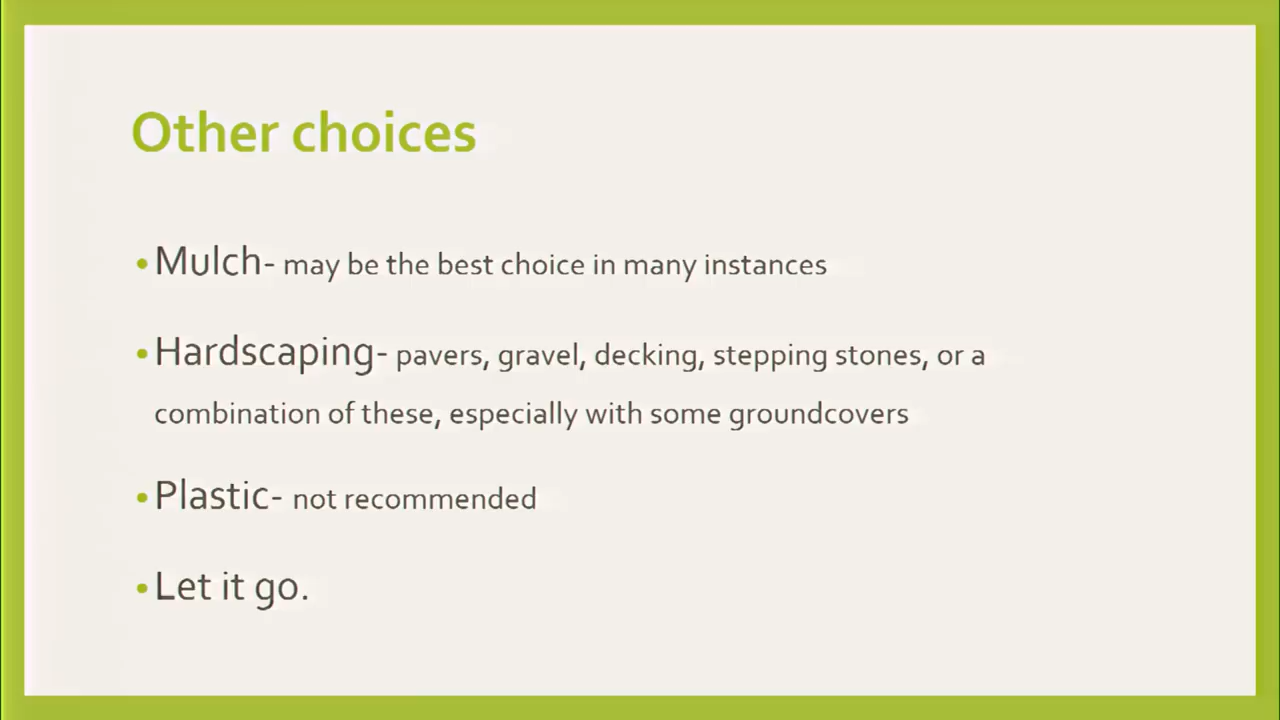 Other choices
•Mulch- may be the best choice in many instances
•Hardscaping- pavers, gravel, decking, stepping stones, or a
combination of these, especially with some groundcovers
•Plastic- not recommended
•Let it go.